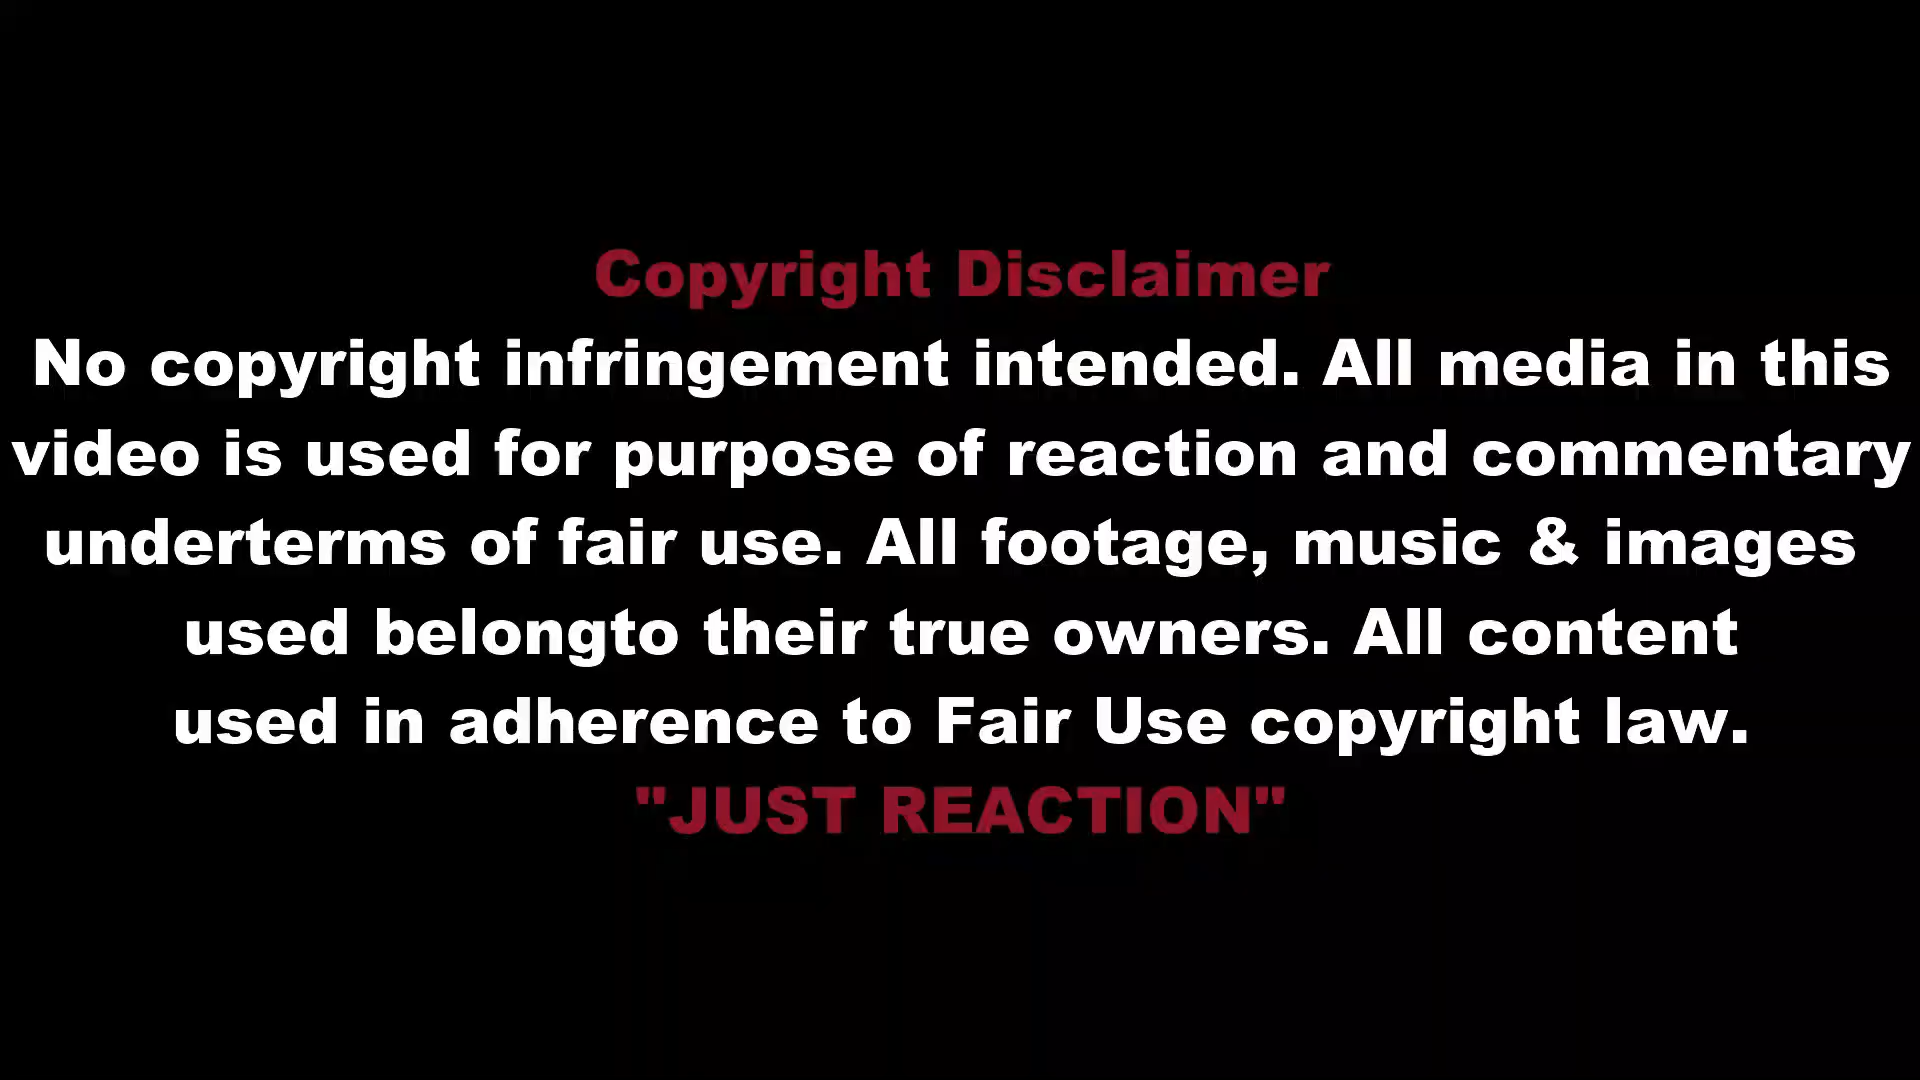 Copyright Disclaimer
No copyright infringement intended. All media in this
video is used for purpose of reaction and commentary
underterms of fair use. All footage, music & images
used belongto their true owners. All content
used in adherence to Fair Use copyright law.
"JUST REACTION"